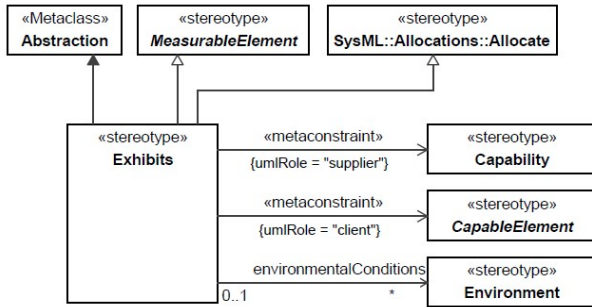 «Metaclass»
Abstraction
«stereotype»
MeasurableElement
«stereotype»
SysML::Allocations::Allocate
«stereotype»
Exhibits
«metaconstraint»
{umlRole = "supplier"}
«stereotype»
Capability
«metaconstraint»
{umlRole = "client"}
«stereotype»
CapableElement
environmentalConditions
0..1
*
«stereotype»
Environment